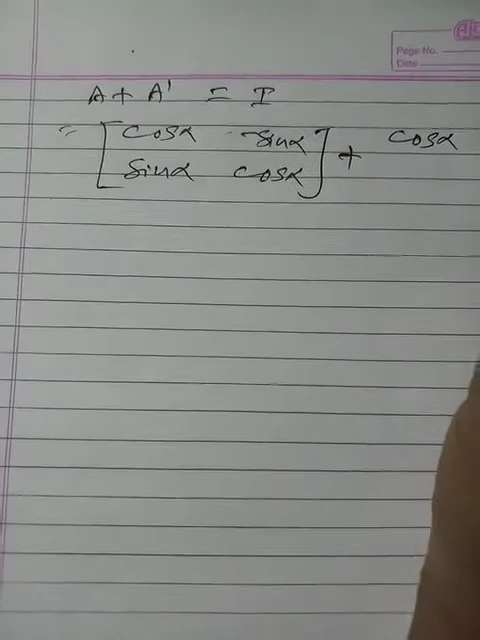 Page No.
Date
A + A' = I
= [ cosα -sinα ] + cosα
sinα cosα